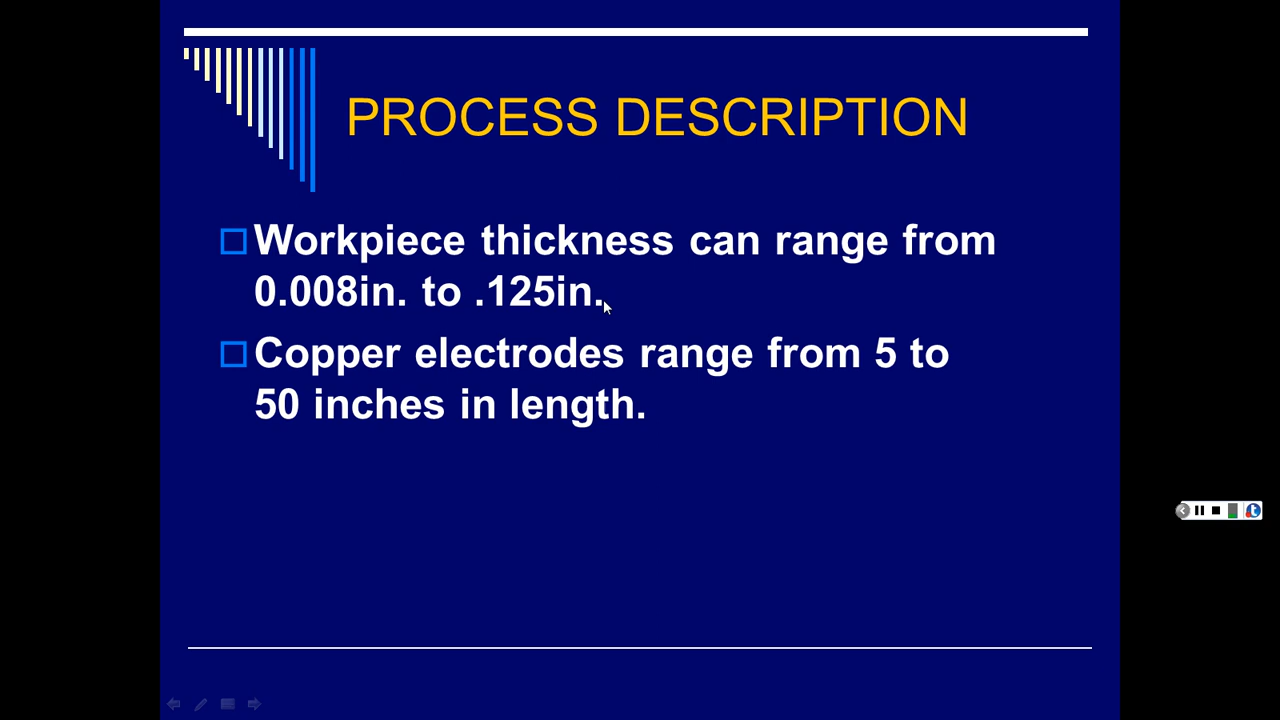 PROCESS DESCRIPTION
Workpiece thickness can range from
0.008in. to .125in.
Copper electrodes range from 5 to
50 inches in length.